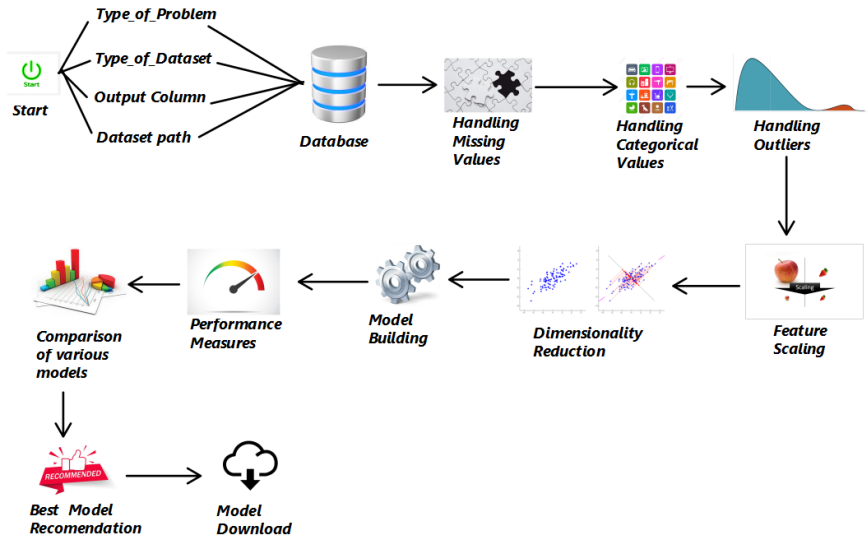 Type_of_Problem
Type_of_Dataset
Output Column
Dataset path
Start
Start
Database
Handling
Missing
Values
Handling
Categorical
Values
Handling
Outliers
Scaling
Feature
Scaling
Dimensionality
Reduction
Model
Building
Performance
Measures
Comparison
of various
models
RECOMMENDED
Best Model
Recomendation
Model
Download